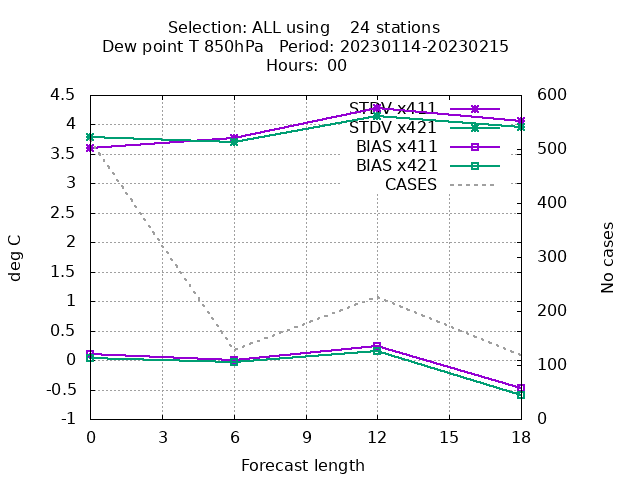 Selection: ALL using    24 stations
Dew point T 850hPa   Period: 20230114-20230215
Hours: 00
4.5
4
3.5
3
2.5
2
1.5
1
0.5
0
-0.5
-1
deg C
STDV x411
STDV x421
BIAS x411
BIAS x421
CASES
600
500
400
300
200
100
0
No cases
0 3 6 9 12 15 18
Forecast length